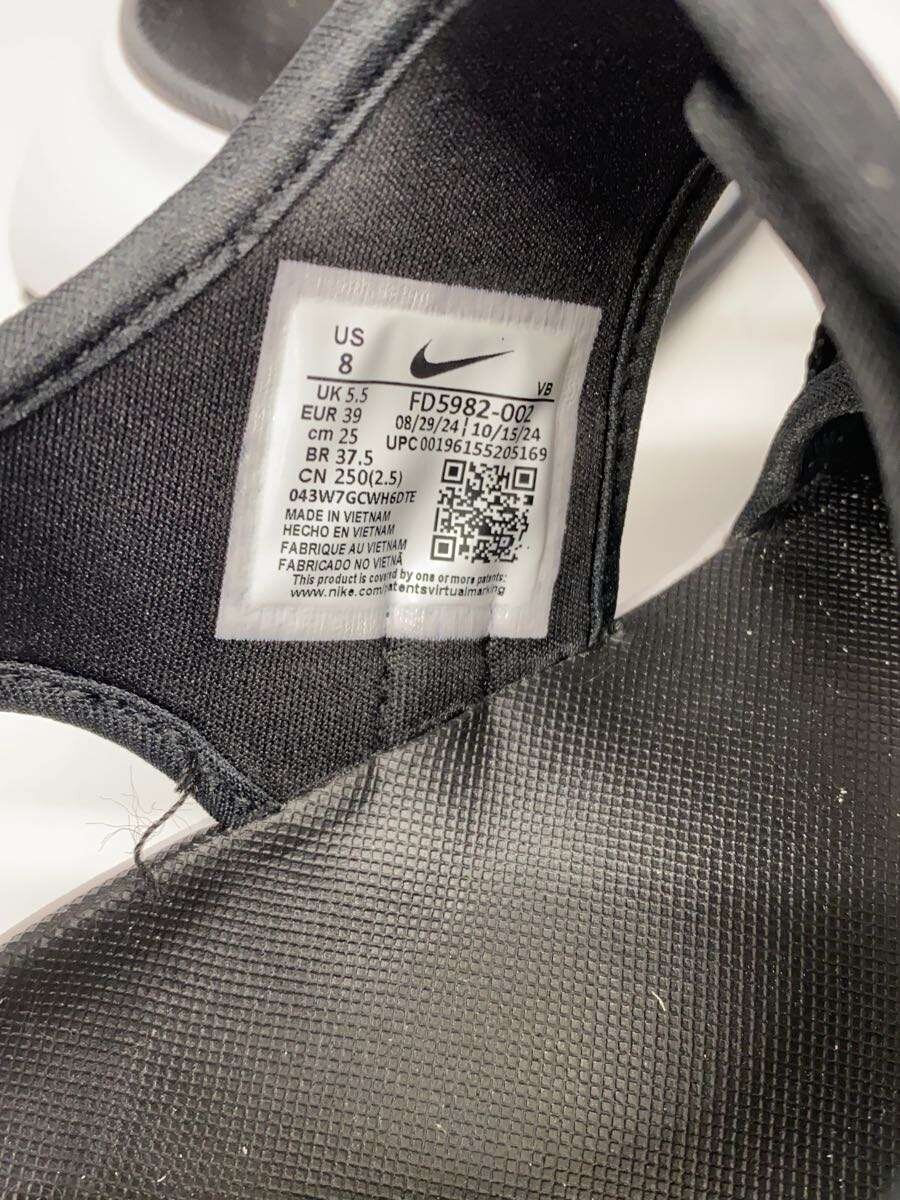 US
8
VB
UK 5.5
EUR 39
cm 25
BR 37.5
CN 250(2.5)
FD5982-002
08/29/24 | 10/15/24
UPC 00196155205169
043W7GCWH6DTE
MADE IN VIETNAM
HECHO EN VIETNAM
FABRIQUE AU VIETNAM
FABRICADO NO VIETNÃ
This product is covered by one or more patents:
www.nike.com/patentsvirtualmarking